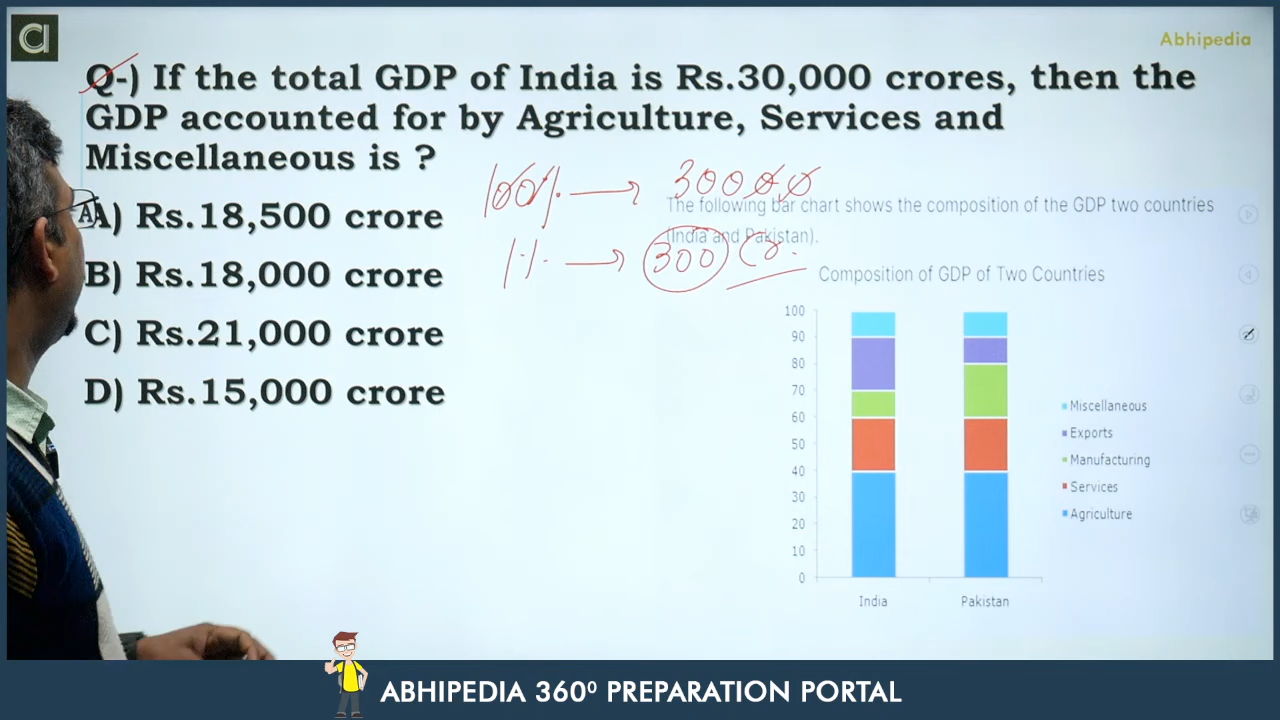 Abhipedia
Q-) If the total GDP of India is Rs.30,000 crores, then the
GDP accounted for by Agriculture, Services and
Miscellaneous is ?
A) Rs.18,500 crore
B) Rs.18,000 crore
C) Rs.21,000 crore
D) Rs.15,000 crore
100% → 30000
1% → 300 Cr.
The following bar chart shows the composition of the GDP two countries
(India and Pakistan).
Composition of GDP of Two Countries
100
90
80
70
60
50
40
30
20
10
0
India Pakistan
Miscellaneous
Exports
Manufacturing
Services
Agriculture
ABHIPEDIA 360⁰ PREPARATION PORTAL